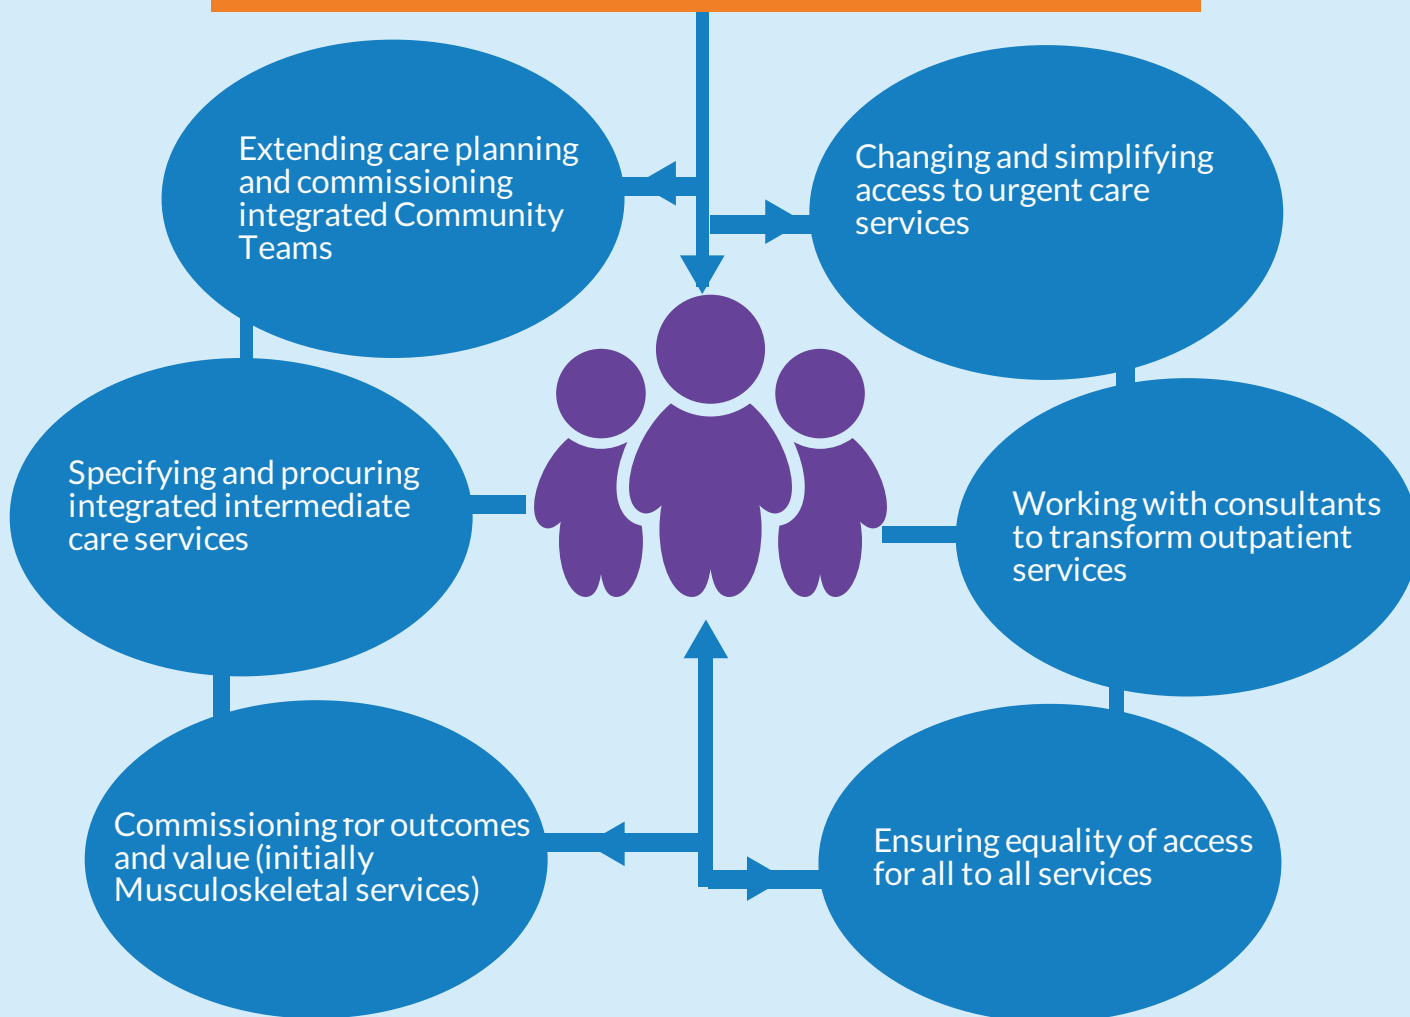 Extending care planning
and commissioning
integrated Community
Teams
Changing and simplifying
access to urgent care
services
Specifying and procuring
integrated intermediate
care services
Working with consultants
to transform outpatient
services
Commissioning for outcomes
and value (initially
Musculoskeletal services)
Ensuring equality of access
for all to all services